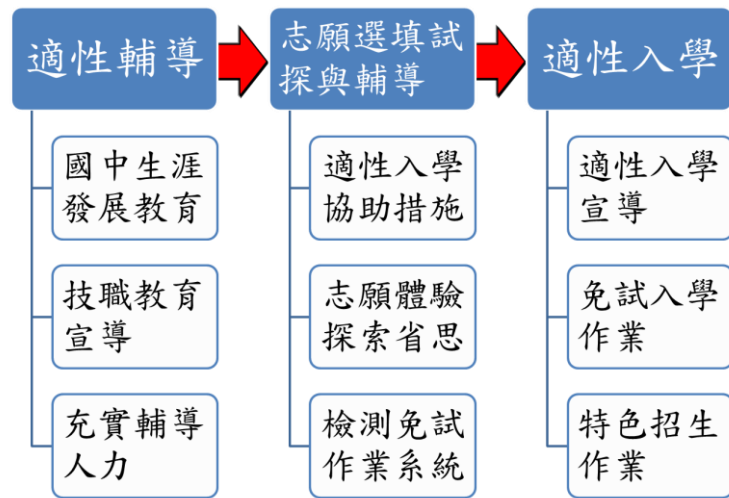 適性輔導
國中生涯
發展教育
技職教育
宣導
充實輔導
人力
志願選填試
探與輔導
適性入學
協助措施
志願體驗
探索省思
檢測免試
作業系統
適性入學
適性入學
宣導
免試入學
作業
特色招生
作業